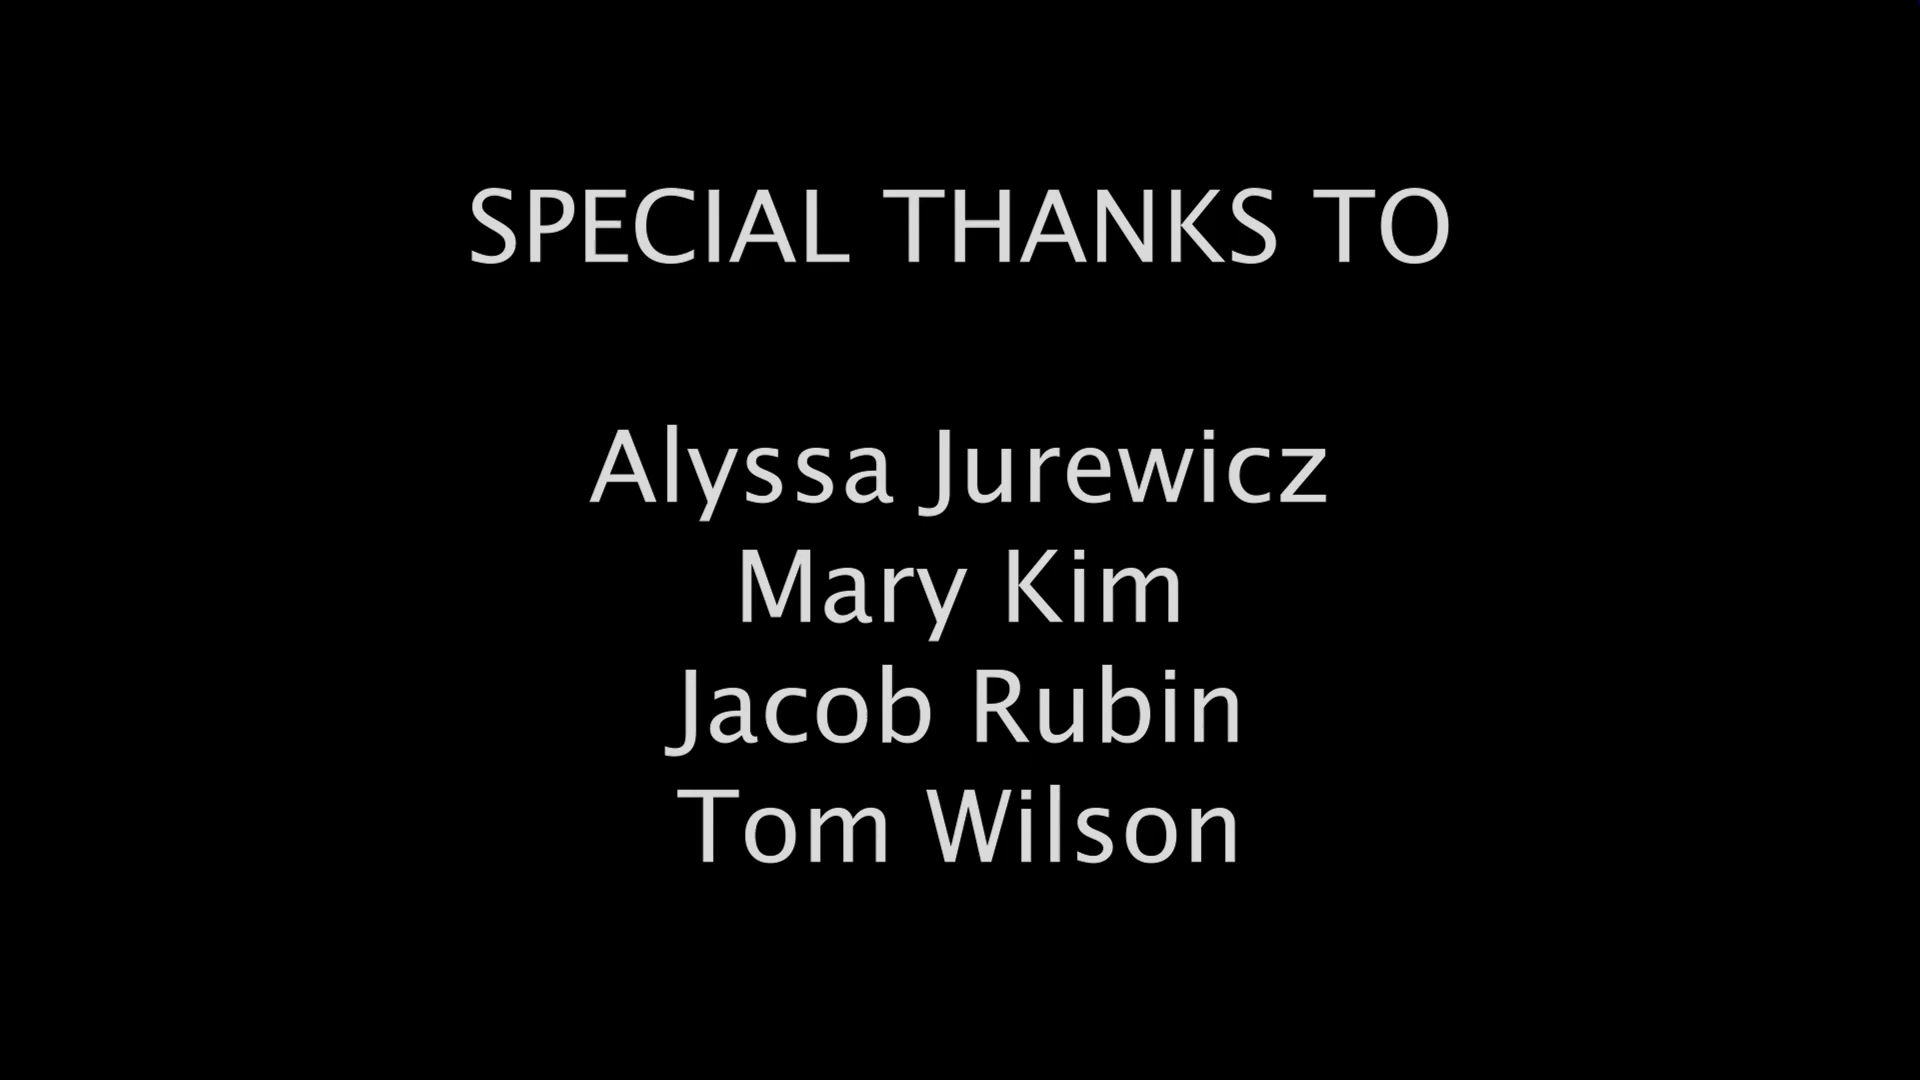 SPECIAL THANKS TO
Alyssa Jurewicz
Mary Kim
Jacob Rubin
Tom Wilson